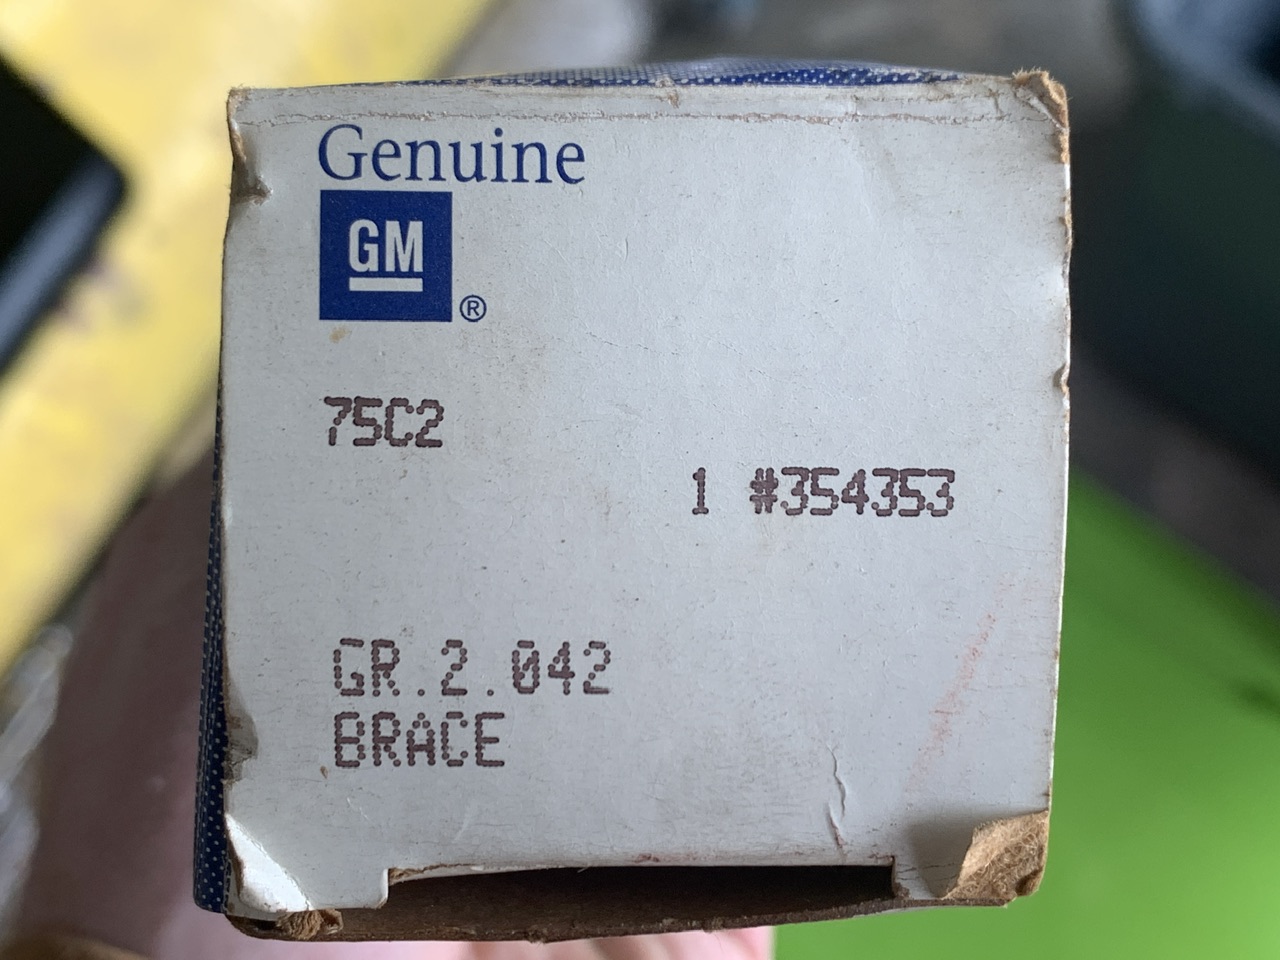 Genuine
GM
®
75C2
1 #354353
GR.2.042
BRACE